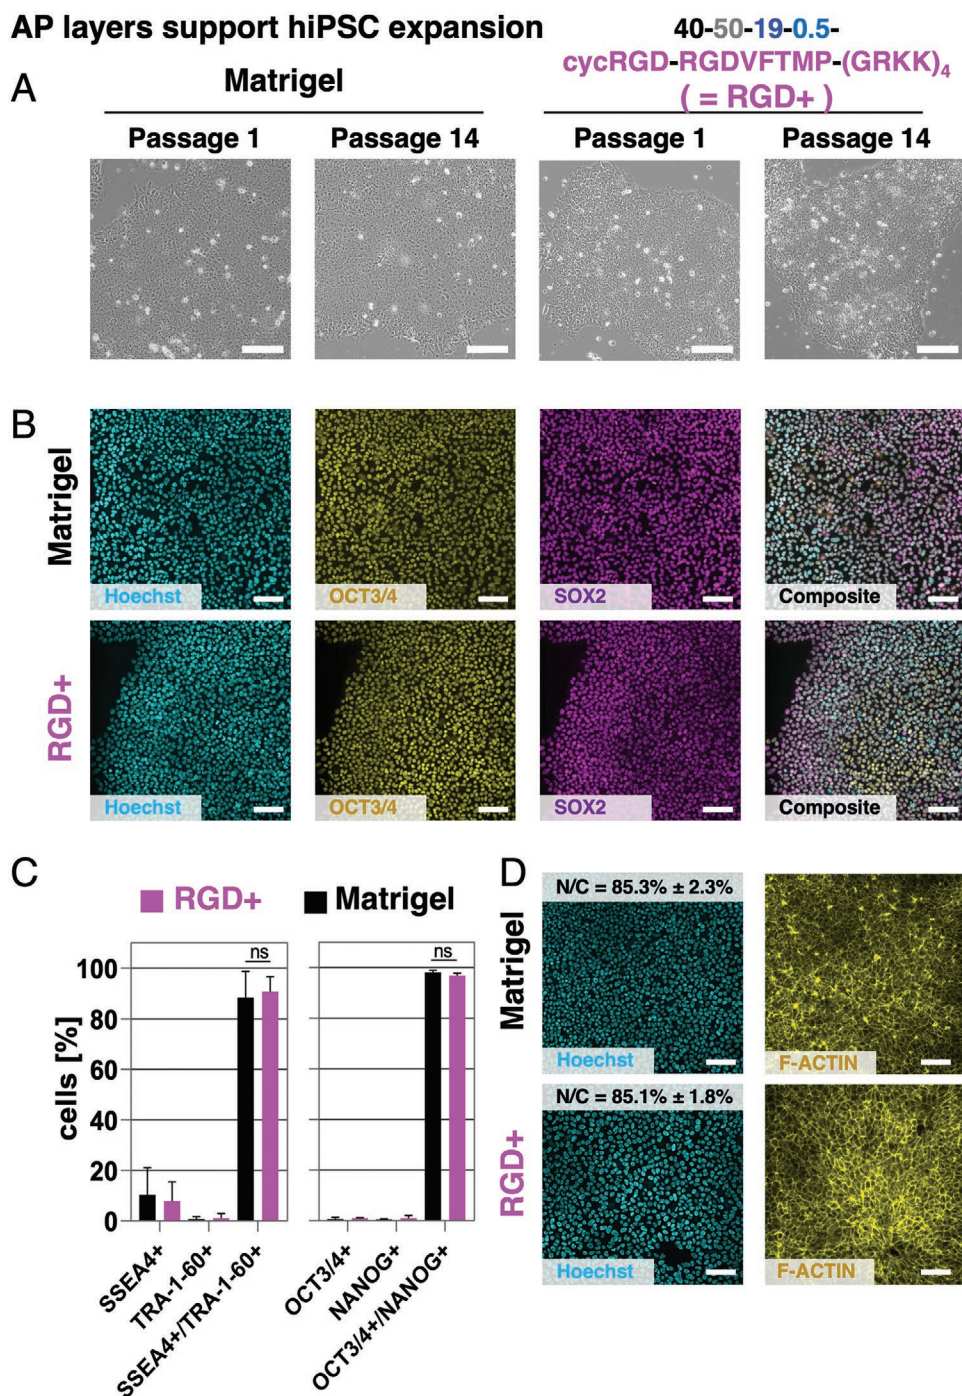 AP layers support hiPSC expansion
40-50-19-0.5-
cycRGD-RGDVFTMP-(GRKK)4
( = RGD+ )
A
Matrigel
Passage 1
Passage 14
Passage 1
Passage 14
B
Matrigel
Hoechst
OCT3/4
SOX2
Composite
RGD+
Hoechst
OCT3/4
SOX2
Composite
C
RGD+
Matrigel
ns
ns
cells [%]
100
80
60
40
20
0
SSEA4+
TRA-1-60+
SSEA4+/TRA-1-60+
OCT3/4+
NANOG+
OCT3/4+/NANOG+
D
Matrigel
N/C = 85.3% ± 2.3%
Hoechst
F-ACTIN
RGD+
N/C = 85.1% ± 1.8%
Hoechst
F-ACTIN